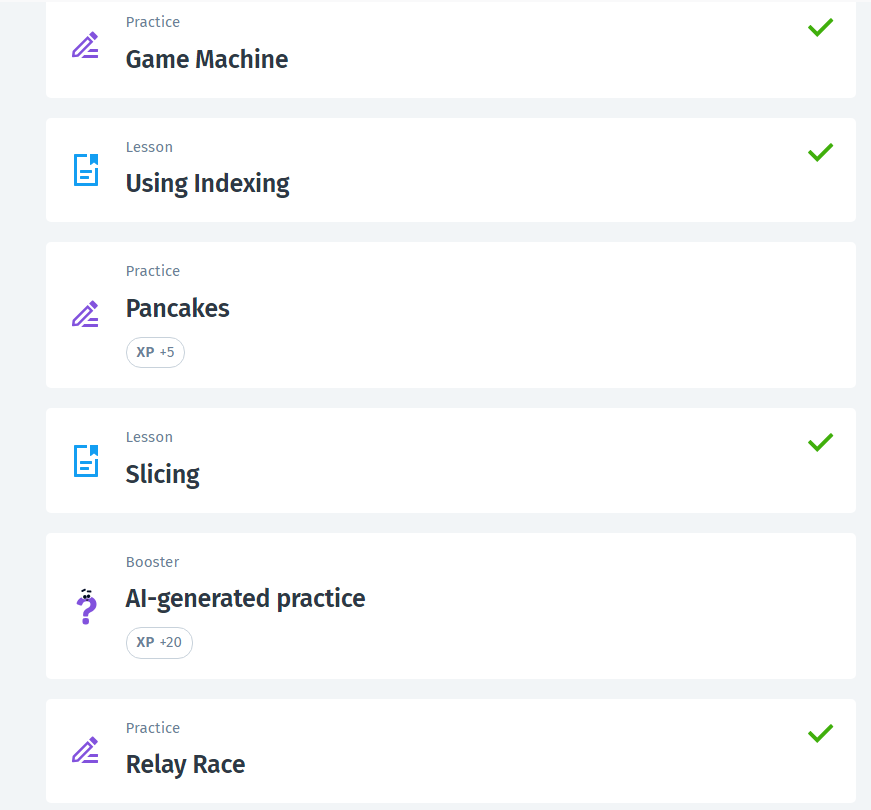 Practice
Game Machine
Lesson
Using Indexing
Practice
Pancakes
XP +5
Lesson
Slicing
Booster
AI-generated practice
XP +20
Practice
Relay Race